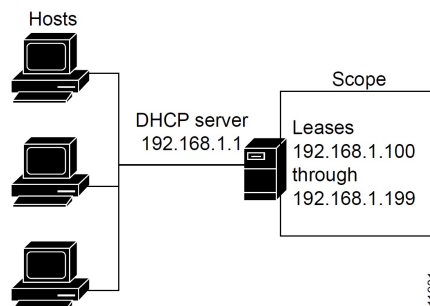 Hosts
Scope
DHCP server
192.168.1.1
Leases
192.168.1.100
through
192.168.1.199